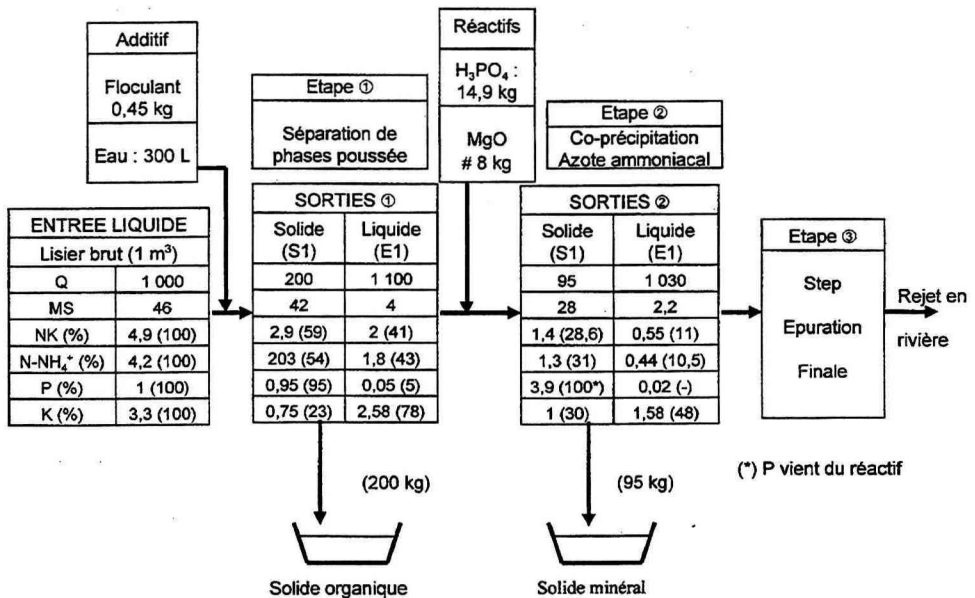 Additif
Floculant
0,45 kg
Eau : 300 L
Etape ①
Séparation de
phases poussée
Réactifs
H₃PO₄ :
14,9 kg
MgO
# 8 kg
Etape ②
Co-précipitation
Azote ammoniacal
ENTREE LIQUIDE
Lisier brut (1 m³)
Q 1 000
MS 46
NK (%) 4,9 (100)
N-NH₄⁺ (%) 4,2 (100)
P (%) 1 (100)
K (%) 3,3 (100)
SORTIES ①
Solide (S1) Liquide (E1)
200 1 100
42 4
2,9 (59) 2 (41)
203 (54) 1,8 (43)
0,95 (95) 0,05 (5)
0,75 (23) 2,58 (78)
SORTIES ②
Solide (S1) Liquide (E1)
95 1 030
28 2,2
1,4 (28,6) 0,55 (11)
1,3 (31) 0,44 (10,5)
3,9 (100*) 0,02 (-)
1 (30) 1,58 (48)
Etape ③
Step
Epuration
Finale
Rejet en
rivière
(*) P vient du réactif
(200 kg)
(95 kg)
Solide organique
Solide minéral